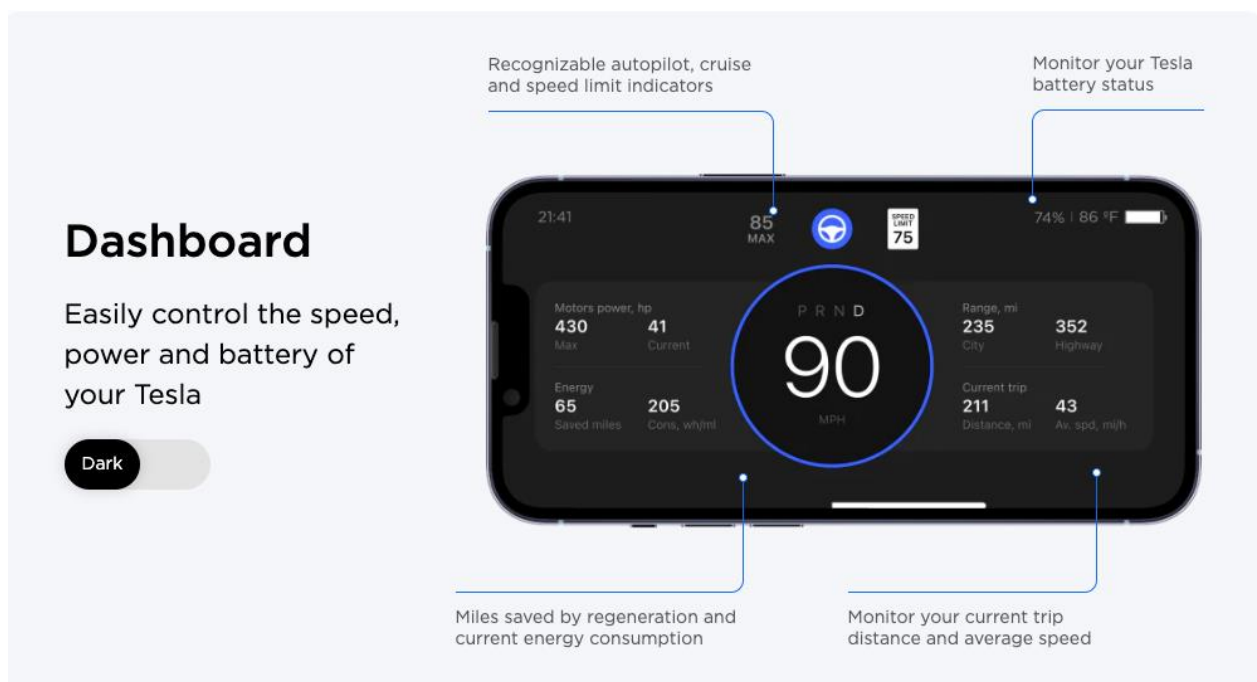 Recognizable autopilot, cruise
and speed limit indicators
Monitor your Tesla
battery status
Dashboard
Easily control the speed,
power and battery of
your Tesla
Dark
21:41
85
MAX
SPEED
LIMIT
75
74% | 86 ºF
Motors power, hp
430 41
Max Current
Energy
65 205
Saved miles Cons, wh/ml
P R N D
90
MPH
Range, mi
235 352
City Highway
Current trip
211 43
Distance, mi Av. spd, mi/h
Miles saved by regeneration and
current energy consumption
Monitor your current trip
distance and average speed